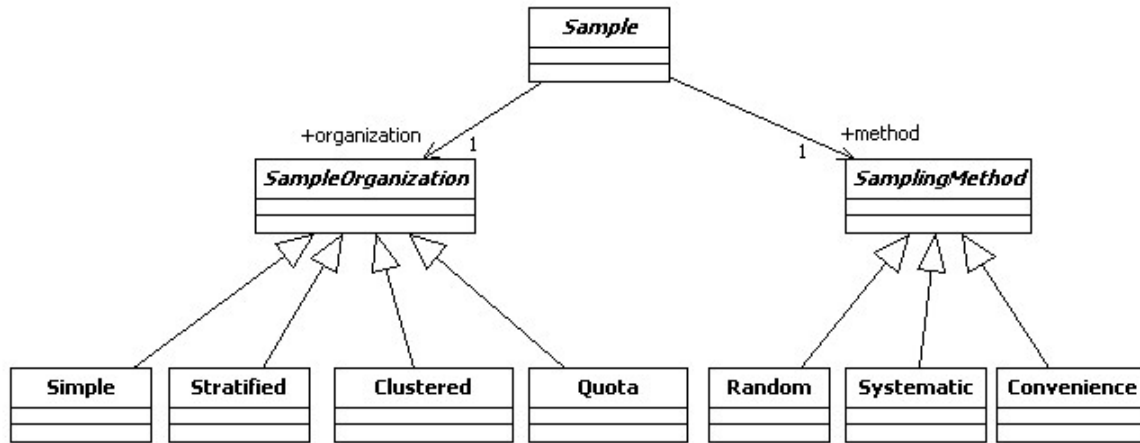 Sample
+organization
1
+method
1
SampleOrganization
SamplingMethod
Simple
Stratified
Clustered
Quota
Random
Systematic
Convenience